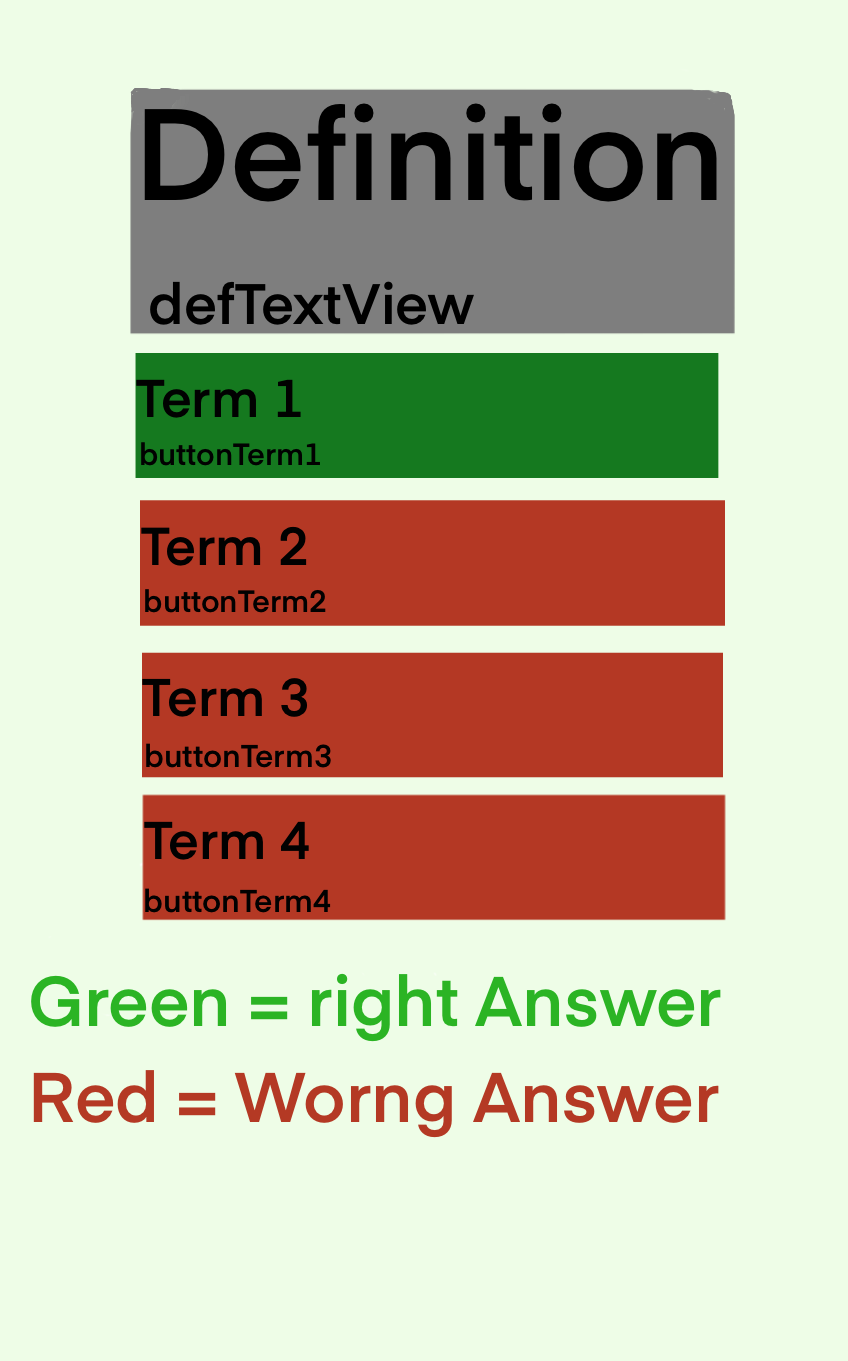 Definition
defTextView
Term 1
buttonTerm1
Term 2
buttonTerm2
Term 3
buttonTerm3
Term 4
buttonTerm4
Green = right Answer
Red = Worng Answer